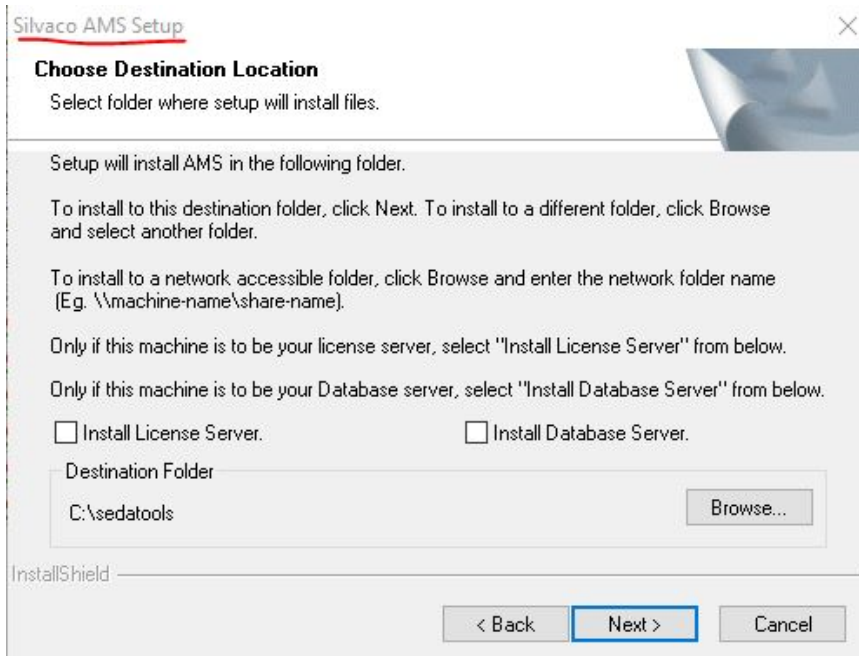 Silvaco AMS Setup
Choose Destination Location
Select folder where setup will install files.
Setup will install AMS in the following folder.
To install to this destination folder, click Next. To install to a different folder, click Browse
and select another folder.
To install to a network accessible folder, click Browse and enter the network folder name
(Eg. \\machine-name\share-name).
Only if this machine is to be your license server, select "Install License Server" from below.
Only if this machine is to be your Database server, select "Install Database Server" from below.
Install License Server. Install Database Server.
Destination Folder
C:\sedatools Browse...
InstallShield
< Back Next > Cancel